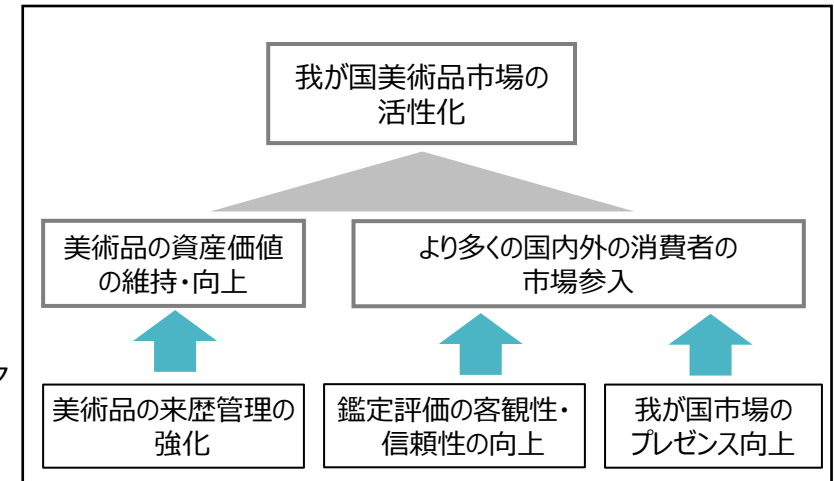 我が国美術品市場の
活性化
美術品の資産価値
の維持・向上
より多くの国内外の消費者の
市場参入
ク
美術品の来歴管理の
強化
鑑定評価の客観性・
信頼性の向上
我が国市場の
プレゼンス向上